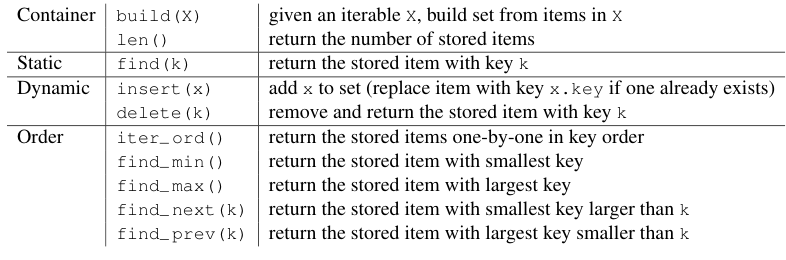 Container build(X) given an iterable X, build set from items in X
len() return the number of stored items
Static find(k) return the stored item with key k
Dynamic insert(x) add x to set (replace item with key x.key if one already exists)
delete(k) remove and return the stored item with key k
Order iter_ord() return the stored items one-by-one in key order
find_min() return the stored item with smallest key
find_max() return the stored item with largest key
find_next(k) return the stored item with smallest key larger than k
find_prev(k) return the stored item with largest key smaller than k